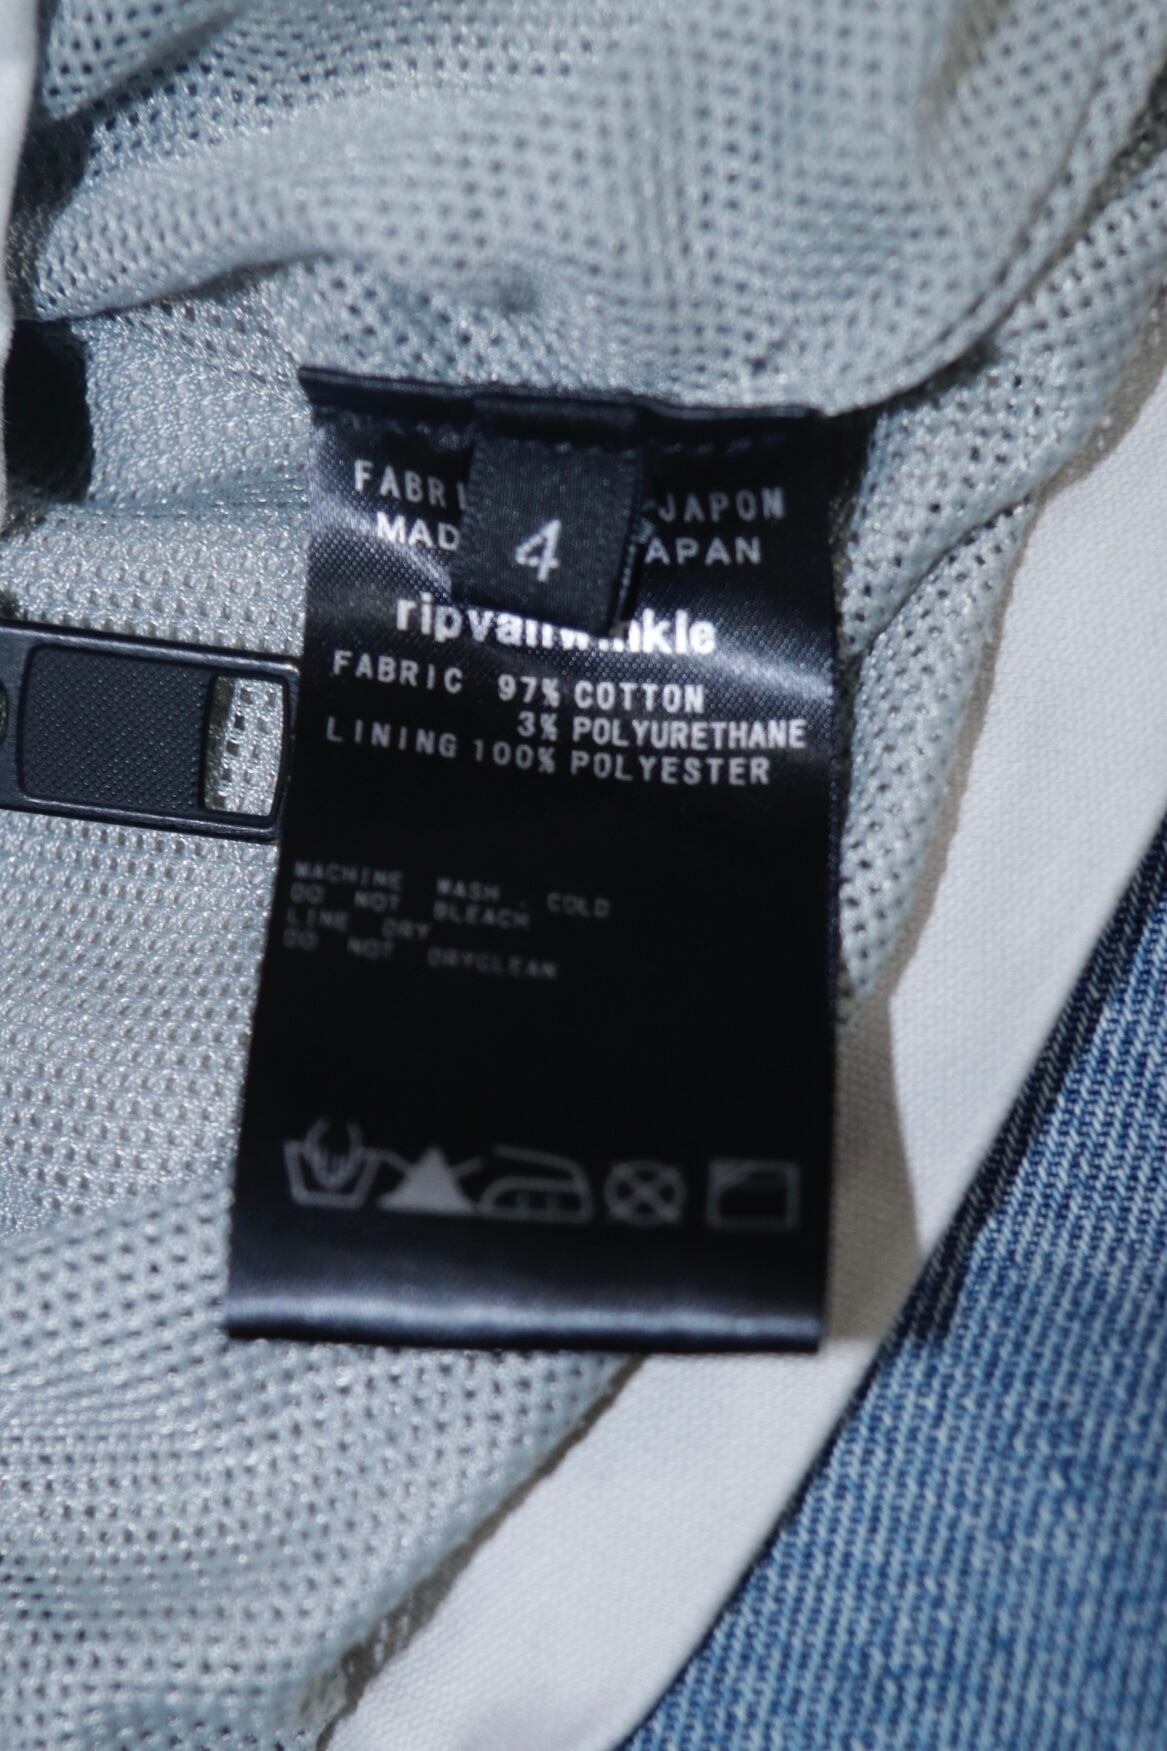 FABRI JAPON
MAD 4 APAN
ripvanwinkle
FABRIC 97% COTTON
3% POLYURETHANE
LINING 100% POLYESTER
MACHINE WASH . COLD
DO NOT BLEACH
LINE DRY
DO NOT DRYCLEAN